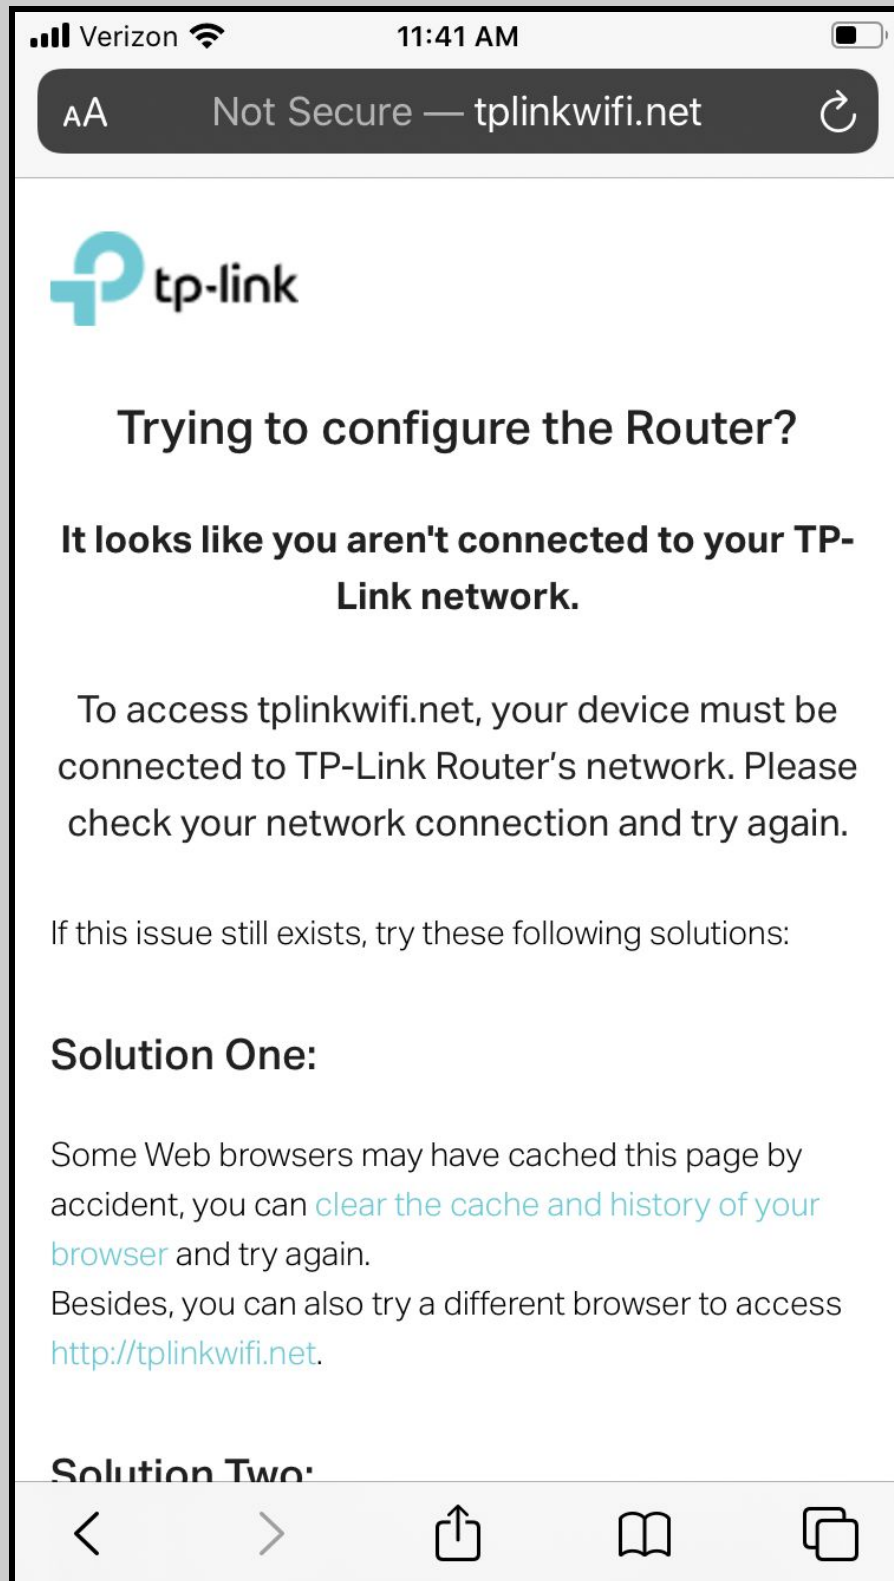 Verizon 11:41 AM
AA Not Secure — tplinkwifi.net
tp-link
Trying to configure the Router?
It looks like you aren't connected to your TP-
Link network.
To access tplinkwifi.net, your device must be
connected to TP-Link Router’s network. Please
check your network connection and try again.
If this issue still exists, try these following solutions:
Solution One:
Some Web browsers may have cached this page by
accident, you can clear the cache and history of your
browser and try again.
Besides, you can also try a different browser to access
http://tplinkwifi.net.
Solution Two: